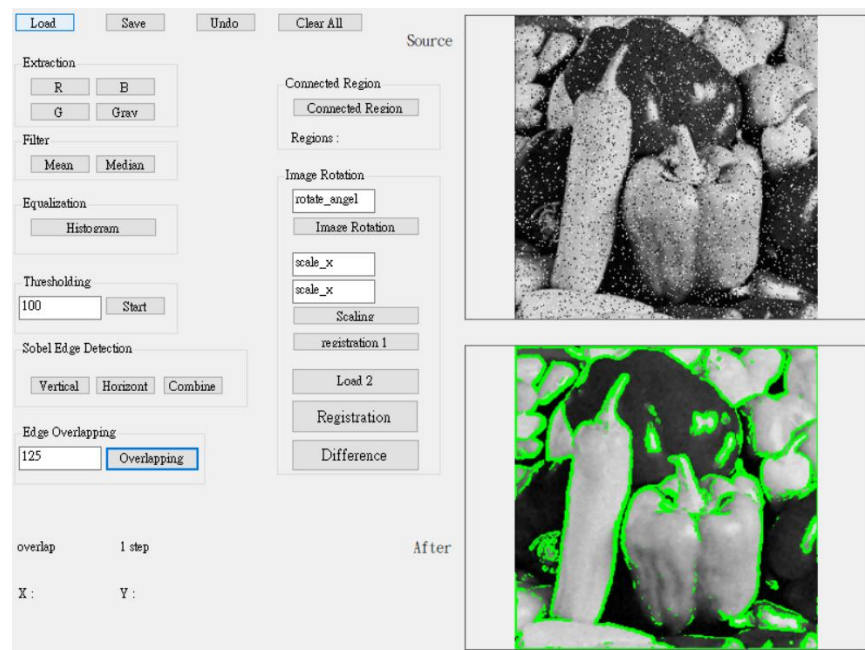 Load Save Undo Clear All
Source
Extraction
R B
G Gray
Filter
Mean Median
Equalization
Histogram
Thresholding
100 Start
Sobel Edge Detection
Vertical Horizont Combine
Edge Overlapping
125 Overlapping
overlap 1 step
X : Y :
Connected Region
Connected Region
Regions :
Image Rotation
rotate_angel
Image Rotation
scale_x
scale_x
Scaling
registration 1
Load 2
Registration
Difference
After